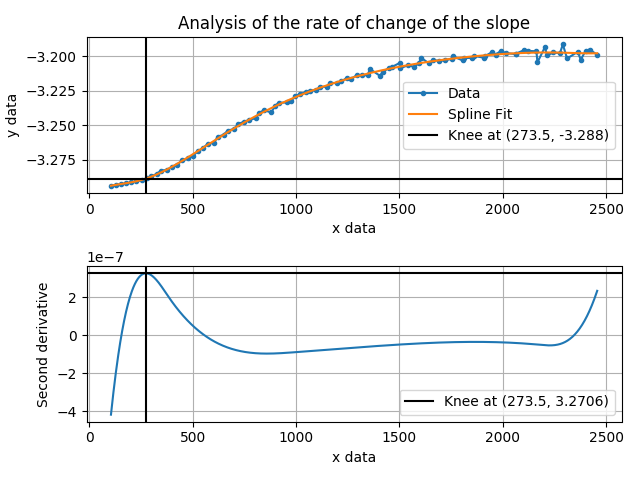 Analysis of the rate of change of the slope
−3.200
−3.225
−3.250
−3.275
y data
Data
Spline Fit
Knee at (273.5, -3.288)
0 500 1000 1500 2000 2500
x data
1e−7
2
0
−2
−4
Second derivative
Knee at (273.5, 3.2706)
0 500 1000 1500 2000 2500
x data